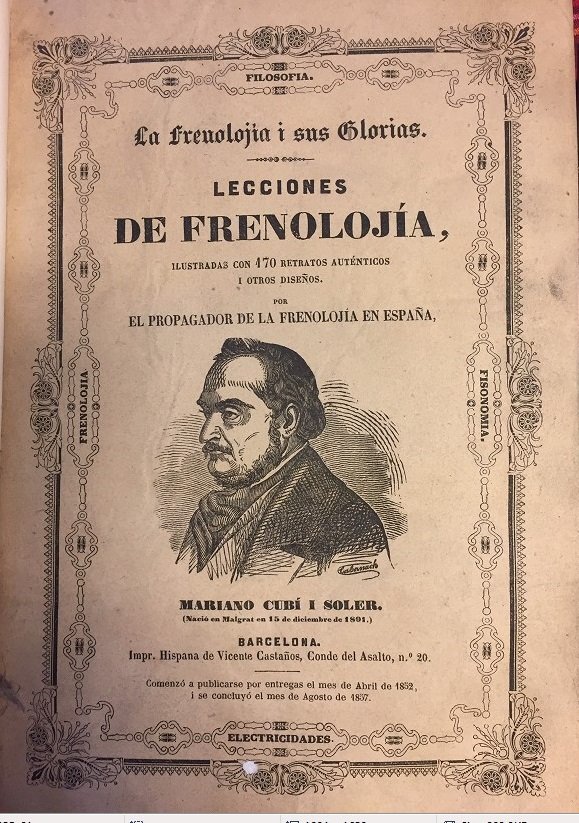 FILOSOFIA.
La Frenolojia i sus Glorias.
LECCIONES
DE FRENOLOJÍA,
ILUSTRADAS CON 170 RETRATOS AUTÉNTICOS
I OTROS DISEÑOS.
POR
EL PROPAGADOR DE LA FRENOLOJÍA EN ESPAÑA,
FRENOLOJIA
FISONOMIA.
Cabanach
MARIANO CUBÍ I SOLER.
(Nació en Malgrat en 15 de diciembre de 1801.)
BARCELONA.
Impr. Hispana de Vicente Castaños, Conde del Asalto, n.º 20.
Comenzó a publicarse por entregas el mes de Abril de 1852,
i se concluyó el mes de Agosto de 1857.
ELECTRICIDADES